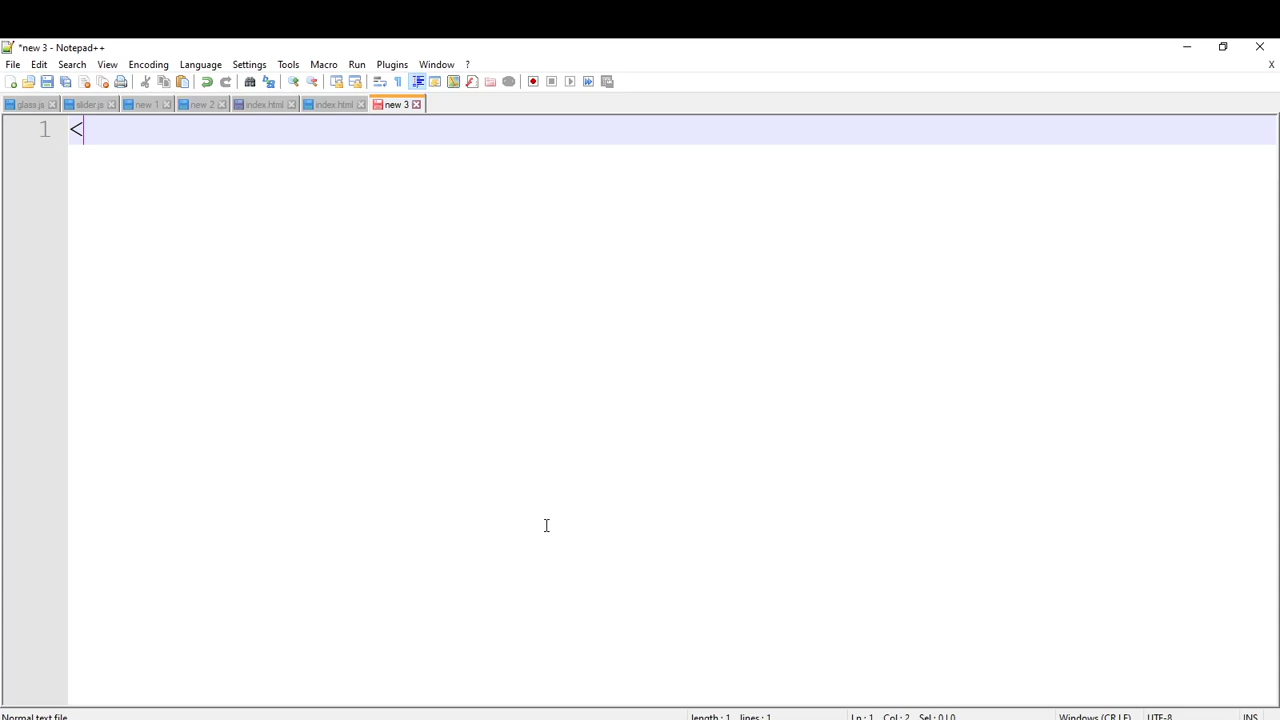 *new 3 - Notepad++
File Edit Search View Encoding Language Settings Tools Macro Run Plugins Window ? X
glass.js slider.js new 1 new 2 index.html index.html new 3
1 <
Normal text file length : 1 lines : 1 Ln : 1 Col : 2 Sel : 0 | 0 Windows (CR LF) UTF-8 INS